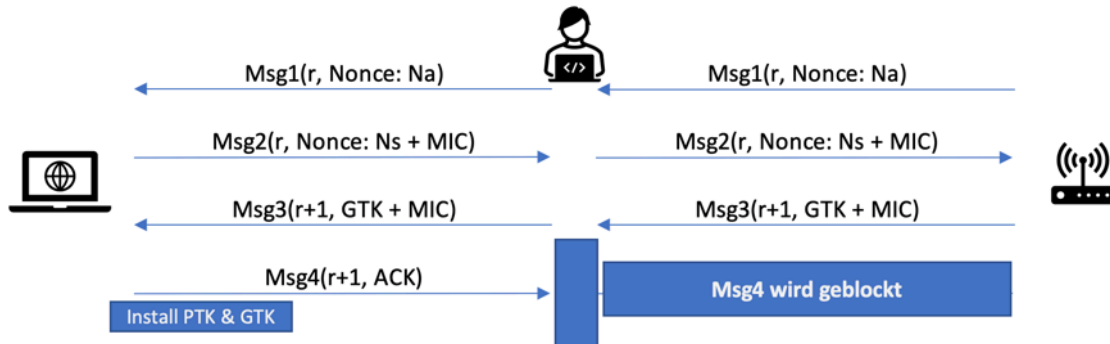 </>
Msg1(r, Nonce: Na)
Msg1(r, Nonce: Na)
Msg2(r, Nonce: Ns + MIC)
Msg2(r, Nonce: Ns + MIC)
Msg3(r+1, GTK + MIC)
Msg3(r+1, GTK + MIC)
Msg4(r+1, ACK)
Msg4 wird geblockt
Install PTK & GTK